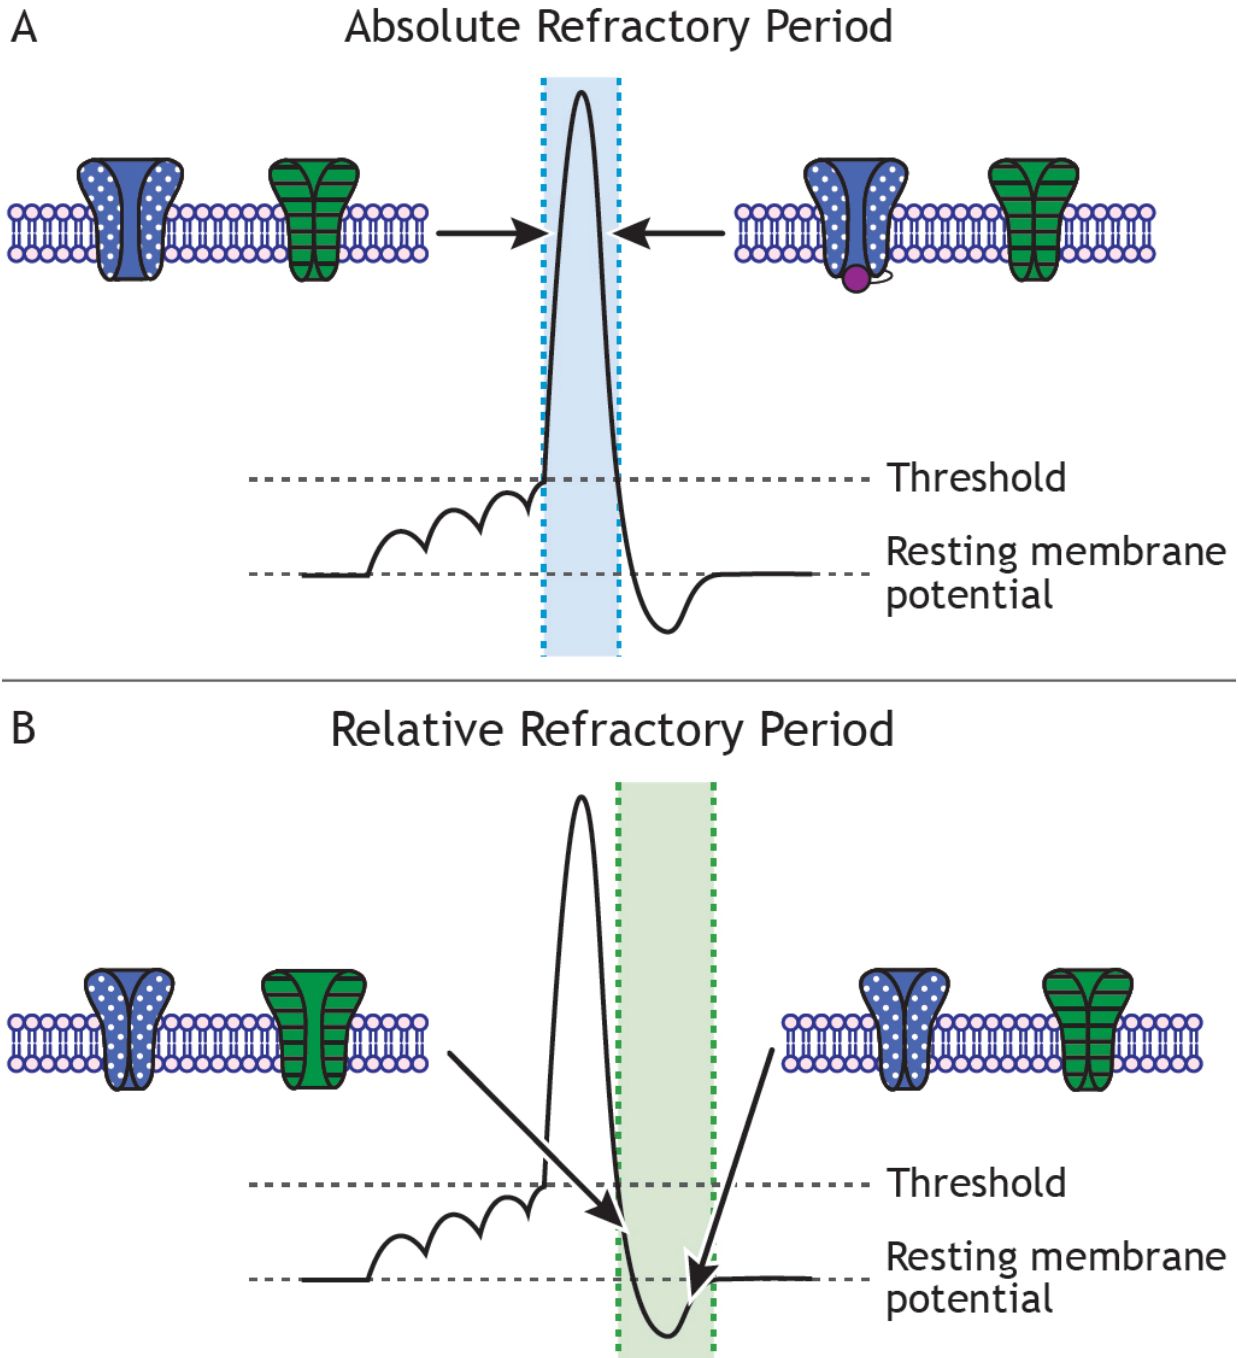 A
Absolute Refractory Period
Threshold
Resting membrane
potential
B
Relative Refractory Period
Threshold
Resting membrane
potential